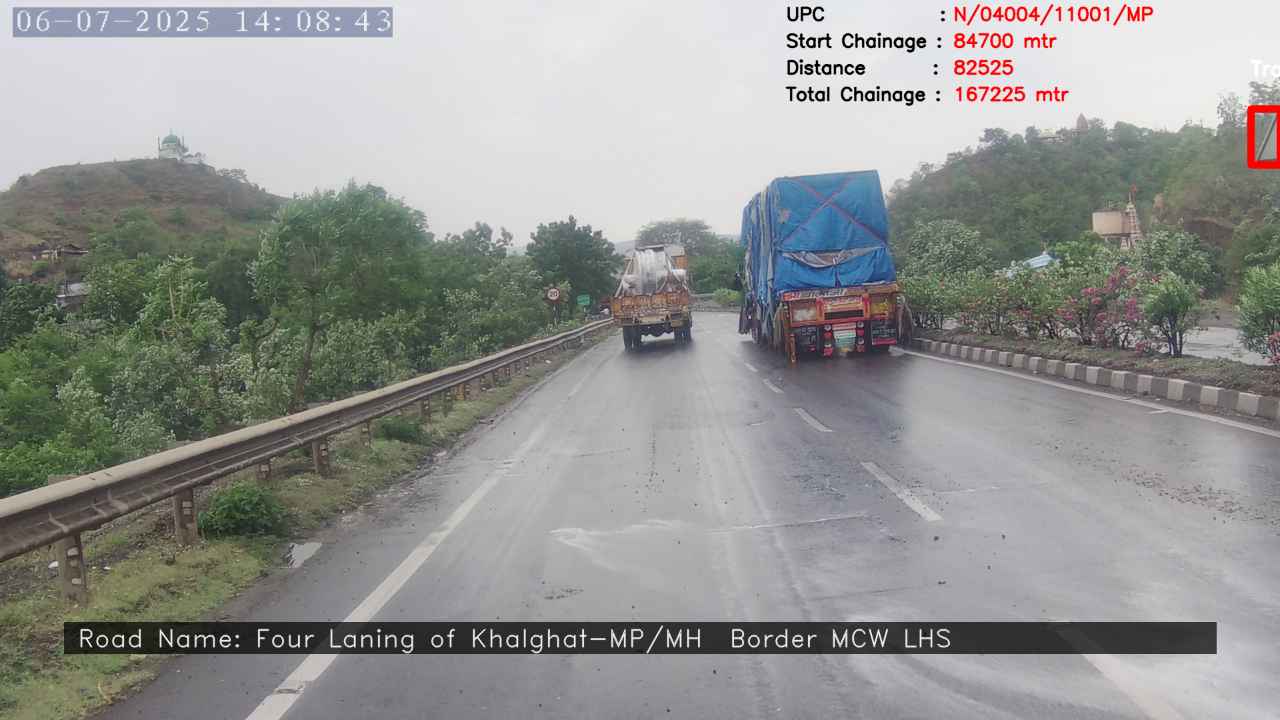 06-07-2025 14:08:43
UPC : N/04004/11001/MP
Start Chainage : 84700 mtr
Distance : 82525
Total Chainage : 167225 mtr
Road Name: Four Laning of Khalghat-MP/MH Border MCW LHS